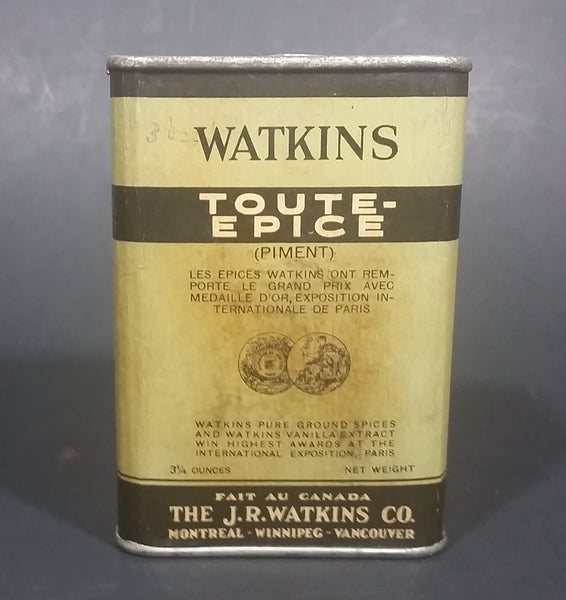 WATKINS
TOUTE-
EPICE
(PIMENT)
LES EPICES WATKINS ONT REM-
PORTE LE GRAND PRIX AVEC
MEDAILLE D'OR, EXPOSITION IN-
TERNATIONALE DE PARIS
WATKINS PURE GROUND SPICES
AND WATKINS VANILLA EXTRACT
WIN HIGHEST AWARDS AT THE
INTERNATIONAL EXPOSITION, PARIS
3¼ OUNCES NET WEIGHT
FAIT AU CANADA
THE J.R.WATKINS CO.
MONTREAL - WINNIPEG - VANCOUVER